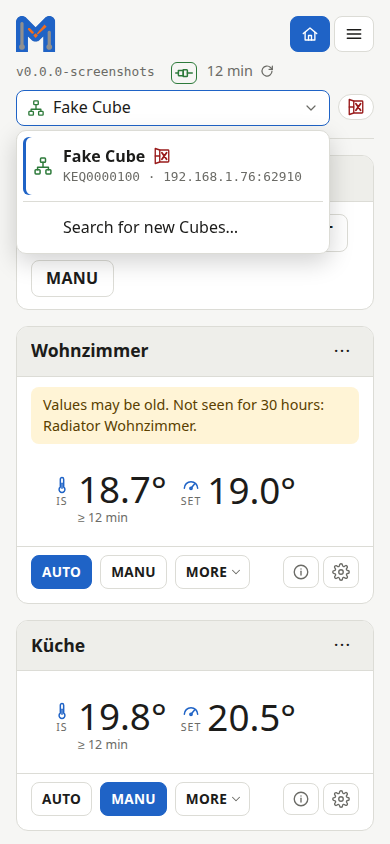 v0.0.0-screenshots 12 min
Fake Cube
Fake Cube
KEQ0000100 · 192.168.1.76:62910
Search for new Cubes...
MANU
Wohnzimmer
Values may be old. Not seen for 30 hours:
Radiator Wohnzimmer.
IS 18.7° SET 19.0°
≥ 12 min
AUTO MANU MORE
Küche
IS 19.8° SET 20.5°
≥ 12 min
AUTO MANU MORE